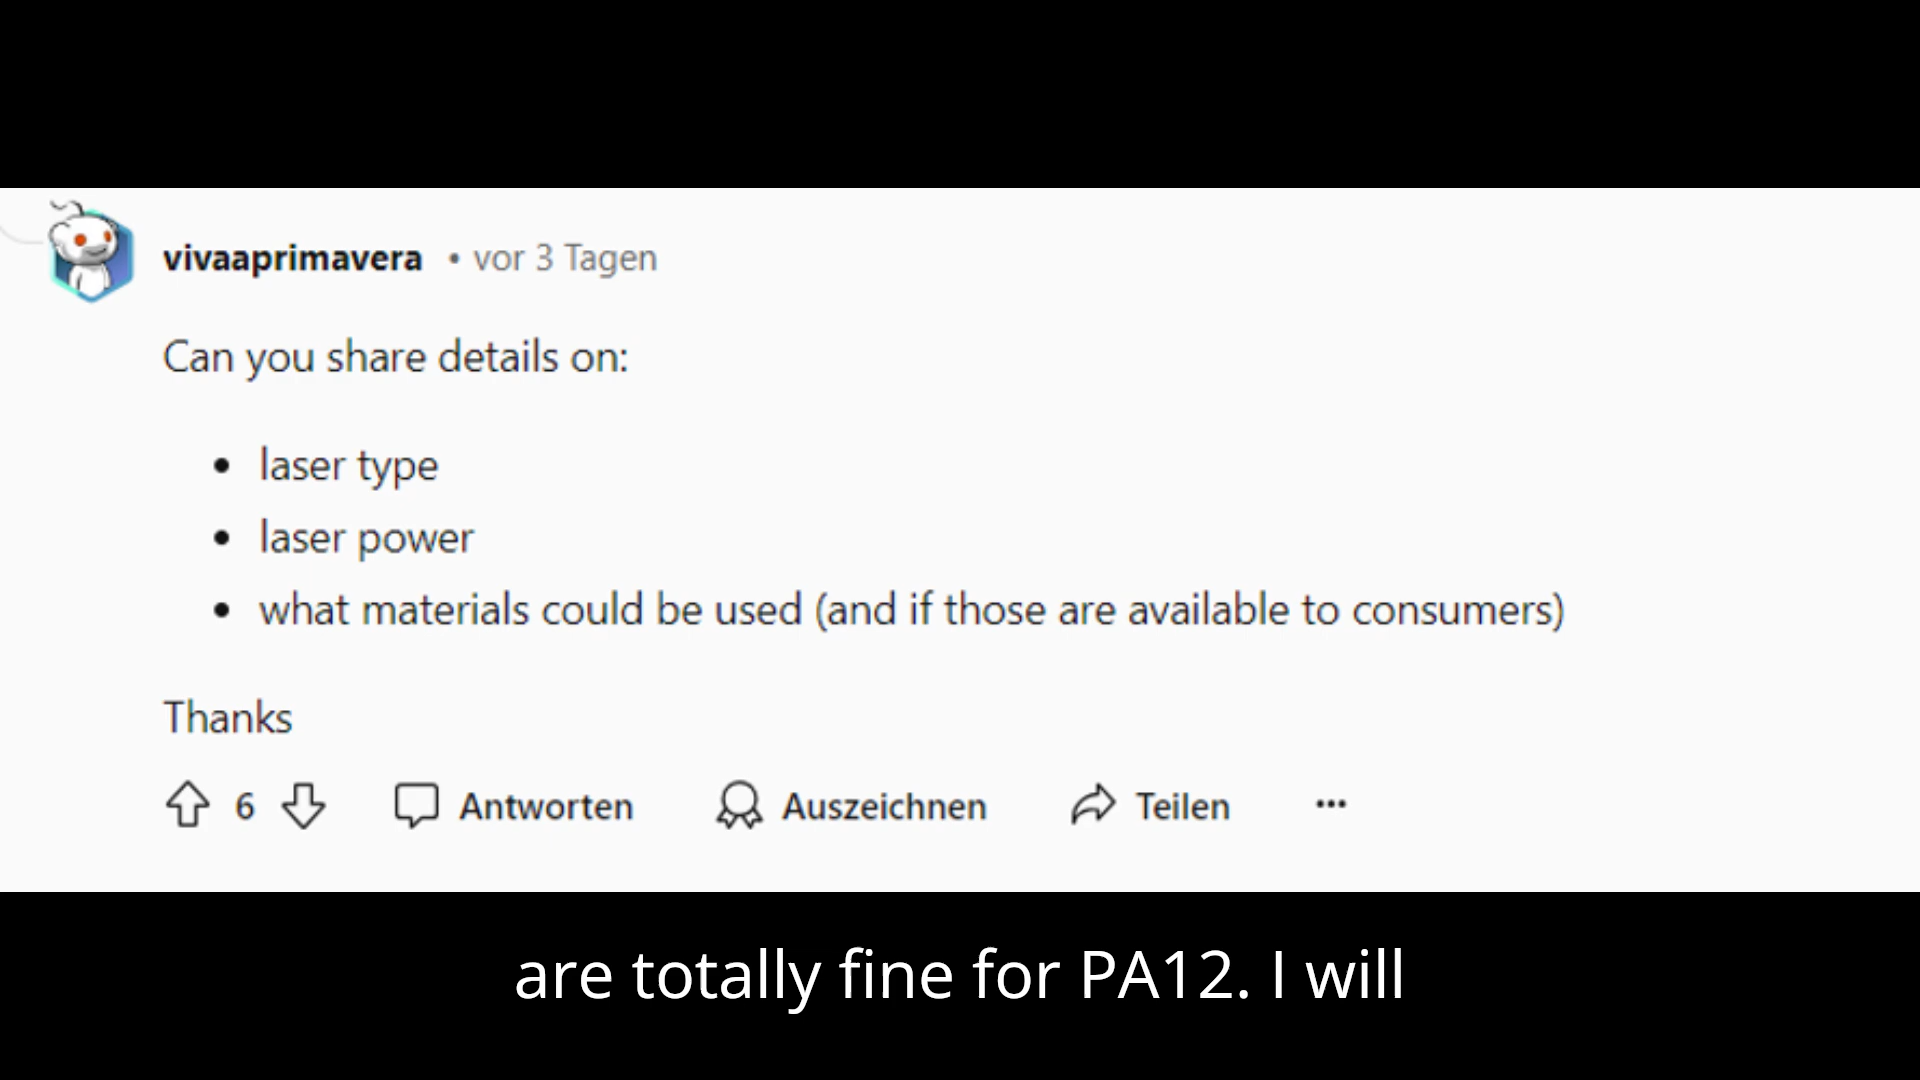 vivaaprimavera • vor 3 Tagen
Can you share details on:
• laser type
• laser power
• what materials could be used (and if those are available to consumers)
Thanks
6 Antworten Auszeichnen Teilen ...
are totally fine for PA12. I will